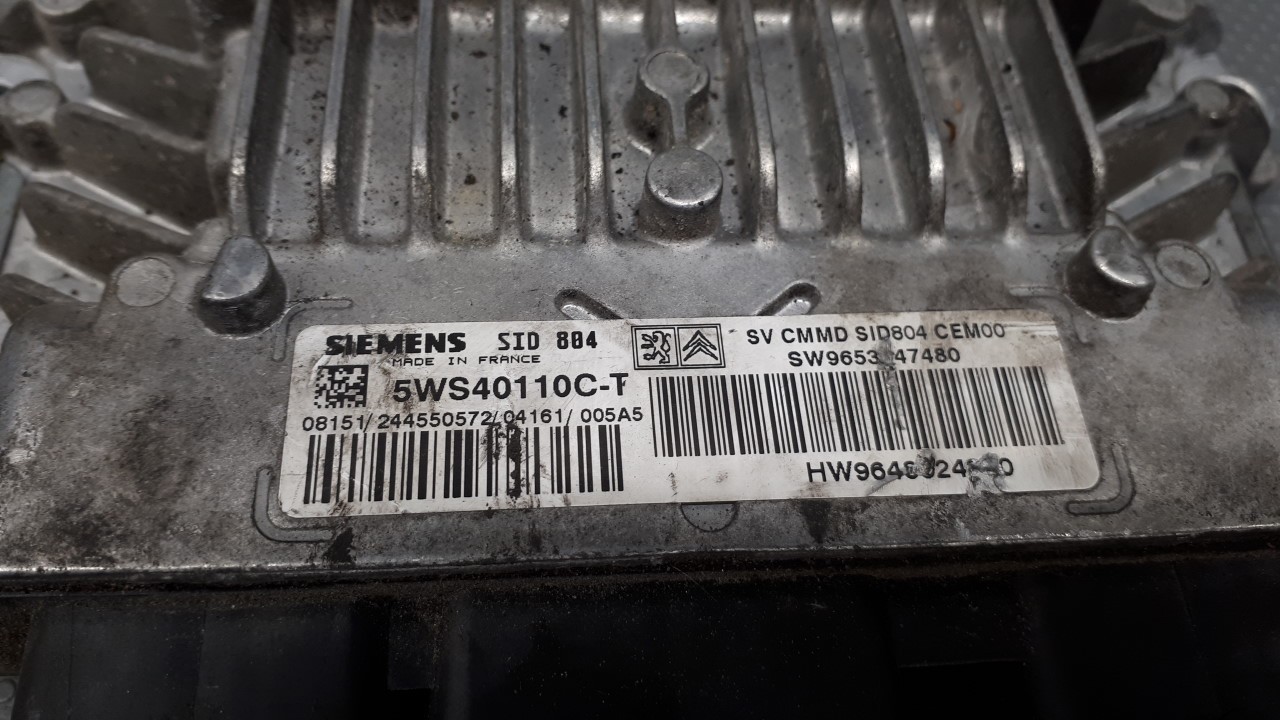 SIEMENS SID 804
MADE IN FRANCE
5WS40110C-T
08151/244550572/04161/005A5
SV CMMD SID804 CEM00